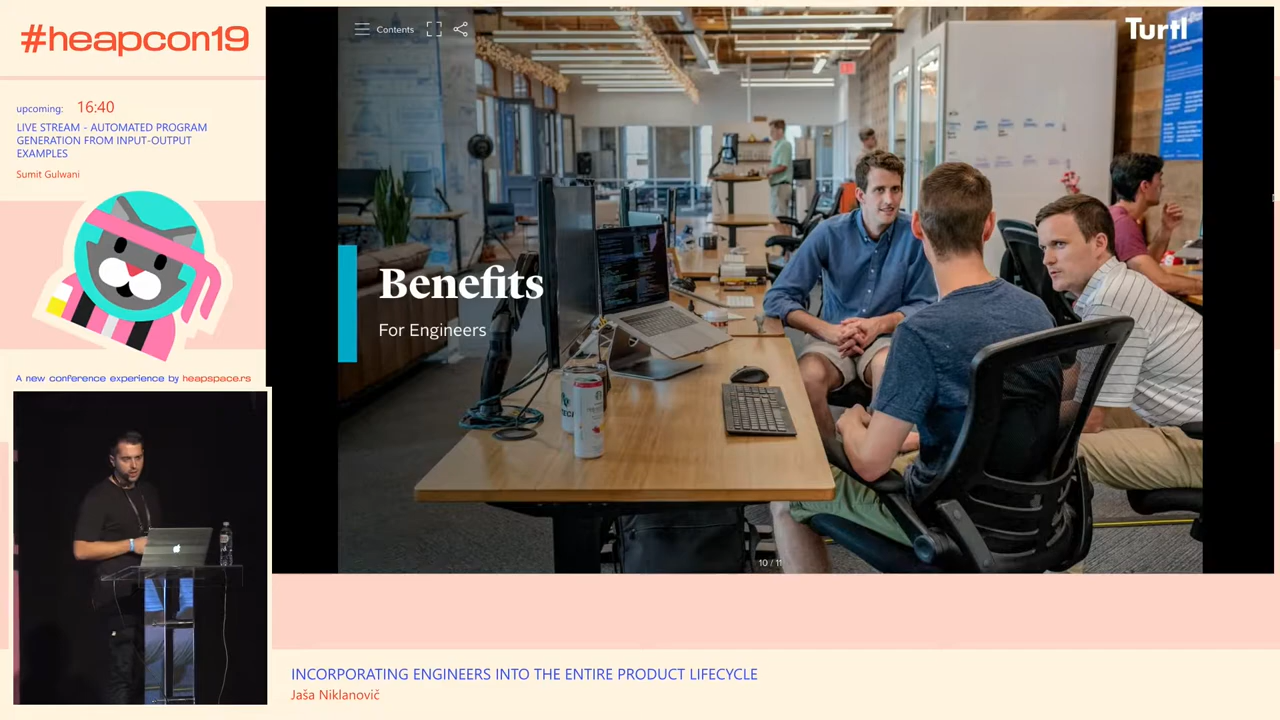 #heapcon19
upcoming: 16:40
LIVE STREAM - AUTOMATED PROGRAM
GENERATION FROM INPUT-OUTPUT
EXAMPLES
Sumit Gulwani
A new conference experience by heapspace.rs
Contents
Turtl
Benefits
For Engineers
10 / 11
INCORPORATING ENGINEERS INTO THE ENTIRE PRODUCT LIFECYCLE
Jaša Niklanovič